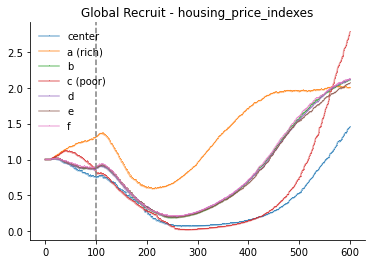 Global Recruit - housing_price_indexes
center
a (rich)
b
c (poor)
d
e
f
2.5
2.0
1.5
1.0
0.5
0.0
0 100 200 300 400 500 600